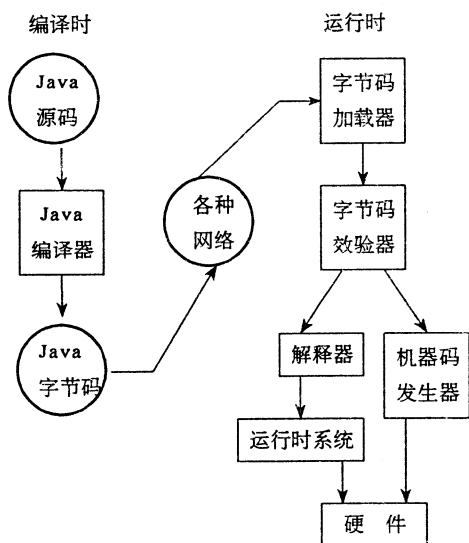 编译时
Java
源码
Java
编译器
Java
字节码
各种
网络
运行时
字节码
加载器
字节码
效验器
解释器
机器码
发生器
运行时系统
硬 件